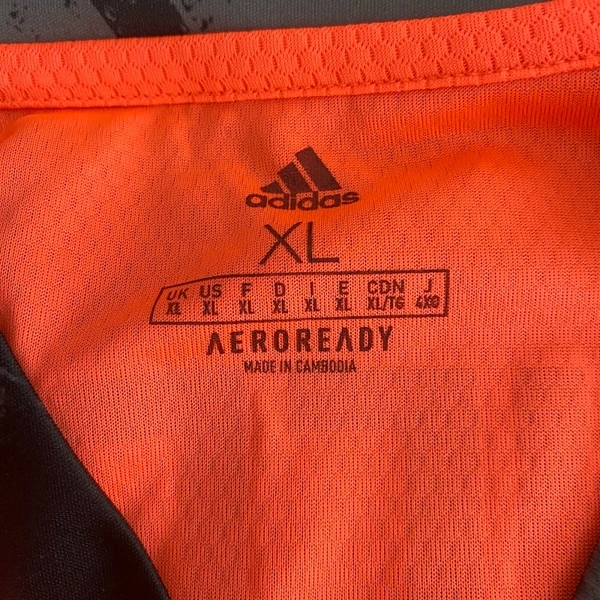 adidas
XL
UK US F D I E CDN J
XL XL XL XL XL XL XL/TG 4XO
AEROREADY
MADE IN CAMBODIA